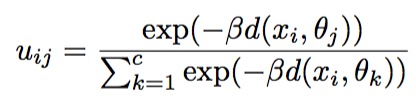 u_{ij} = \frac{\exp(-\beta d(x_i, \theta_j))}{\sum_{k=1}^{c} \exp(-\beta d(x_i, \theta_k))}